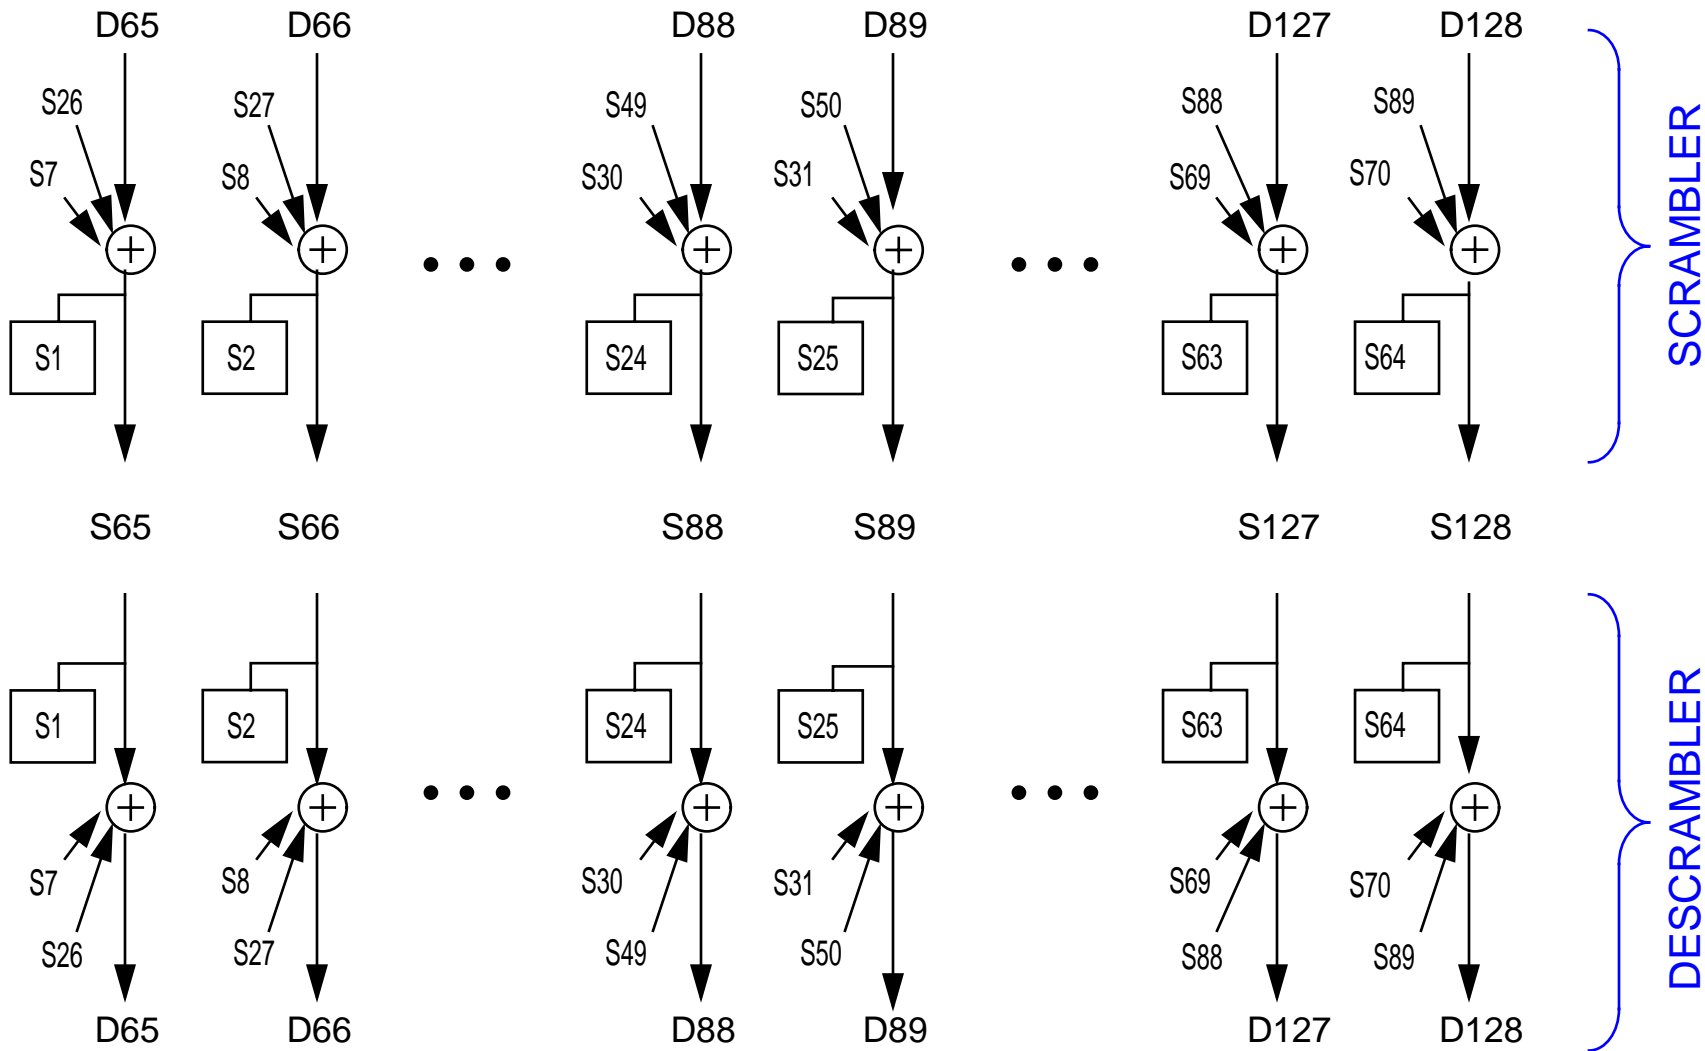 D65 D66 D88 D89 D127 D128
S26 S27 S49 S50 S88 S89
S7 S8 S30 S31 S69 S70
S1 S2 S24 S25 S63 S64
SCRAMBLER
S65 S66 S88 S89 S127 S128
S1 S2 S24 S25 S63 S64
S7 S8 S30 S31 S69 S70
S26 S27 S49 S50 S88 S89
D65 D66 D88 D89 D127 D128
DESCRAMBLER